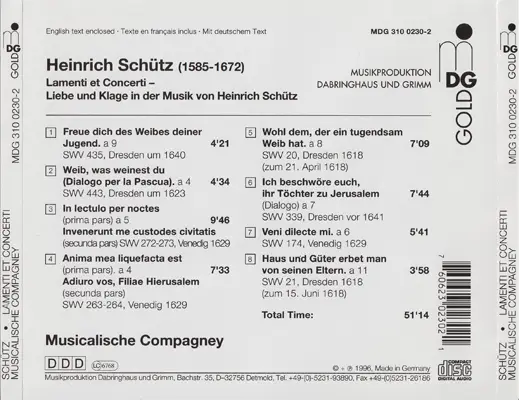 English text enclosed · Texte en français inclus · Mit deutschem Text
MDG 310 0230-2
Heinrich Schütz (1585-1672)
Lamenti et Concerti –
Liebe und Klage in der Musik von Heinrich Schütz
MUSIKPRODUKTION
DABRINGHAUS UND GRIMM
mDG
GOLD
1 Freue dich des Weibes deiner
Jugend. a 9 4'21
SWV 435, Dresden um 1640
2 Weib, was weinest du
(Dialogo per la Pascua). a 4 4'34
SWV 443, Dresden um 1623
3 In lectulo per noctes
(prima pars) a 5 9'46
Invenerunt me custodes civitatis
(secunda pars) SWV 272-273, Venedig 1629
4 Anima mea liquefacta est
(prima pars). a 4 7'33
Adiuro vos, Filiae Hierusalem
(secunda pars)
SWV 263-264, Venedig 1629
5 Wohl dem, der ein tugendsam
Weib hat. a 8 7'09
SWV 20, Dresden 1618
(zum 21. April 1618)
6 Ich beschwöre euch,
ihr Töchter zu Jerusalem 7'44
(Dialogo) a 7
SWV 339, Dresden vor 1641
7 Veni dilecte mi. a 6 5'41
SWV 174, Venedig 1629
8 Haus und Güter erbet man
von seinen Eltern. a 11 3'58
SWV 21, Dresden 1618
(zum 15. Juni 1618)
Total Time: 51'14
Musicalische Compagney
DDD
LC 6768
© + ℗ 1996, Made in Germany
COMPACT
disc
DIGITAL AUDIO
Musikproduktion Dabringhaus und Grimm, Bachstr. 35, D-32756 Detmold, Tel. +49-(0)-5231-93890, Fax +49-(0)5231-26186
7 60623 02302 1
SCHÜTZ • LAMENTI ET CONCERTI
MUSICALISCHE COMPAGNEY
MDG 310 0230-2
mDG
GOLD
SCHÜTZ • LAMENTI ET CONCERTI
MUSICALISCHE COMPAGNEY
MDG 310 0230-2
mDG
GOLD